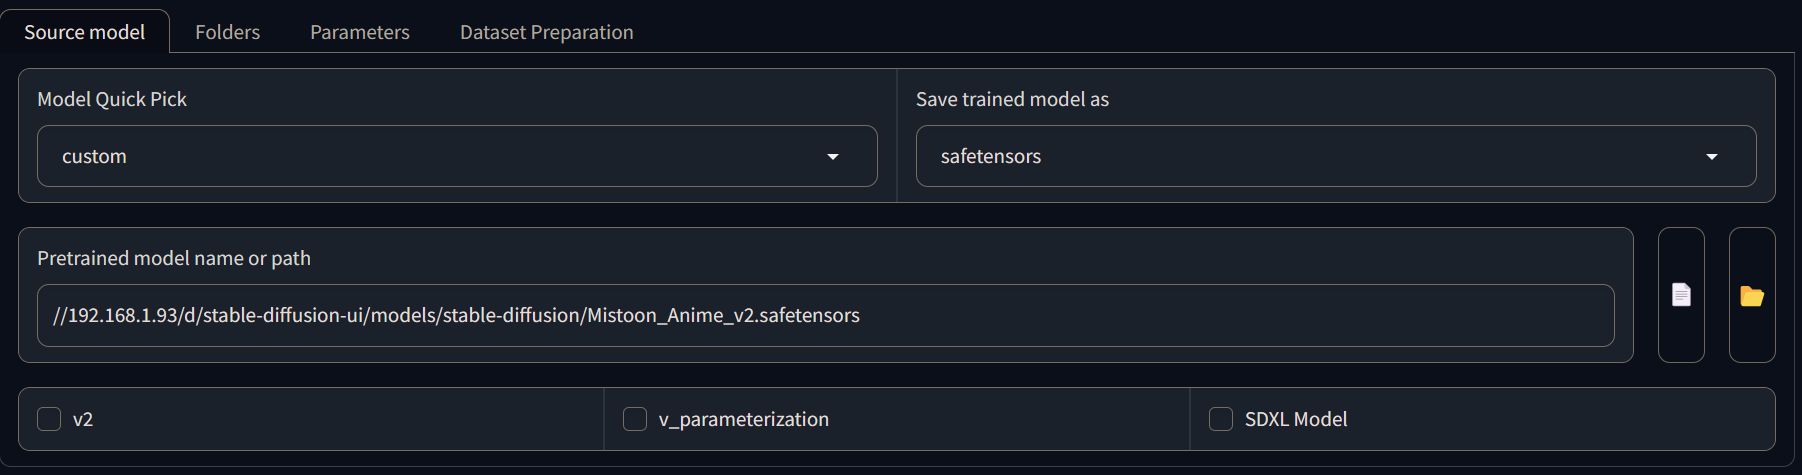 Source model Folders Parameters Dataset Preparation
Model Quick Pick
custom
Save trained model as
safetensors
Pretrained model name or path
//192.168.1.93/d/stable-diffusion-ui/models/stable-diffusion/Mistoon_Anime_v2.safetensors
v2 v_parameterization SDXL Model